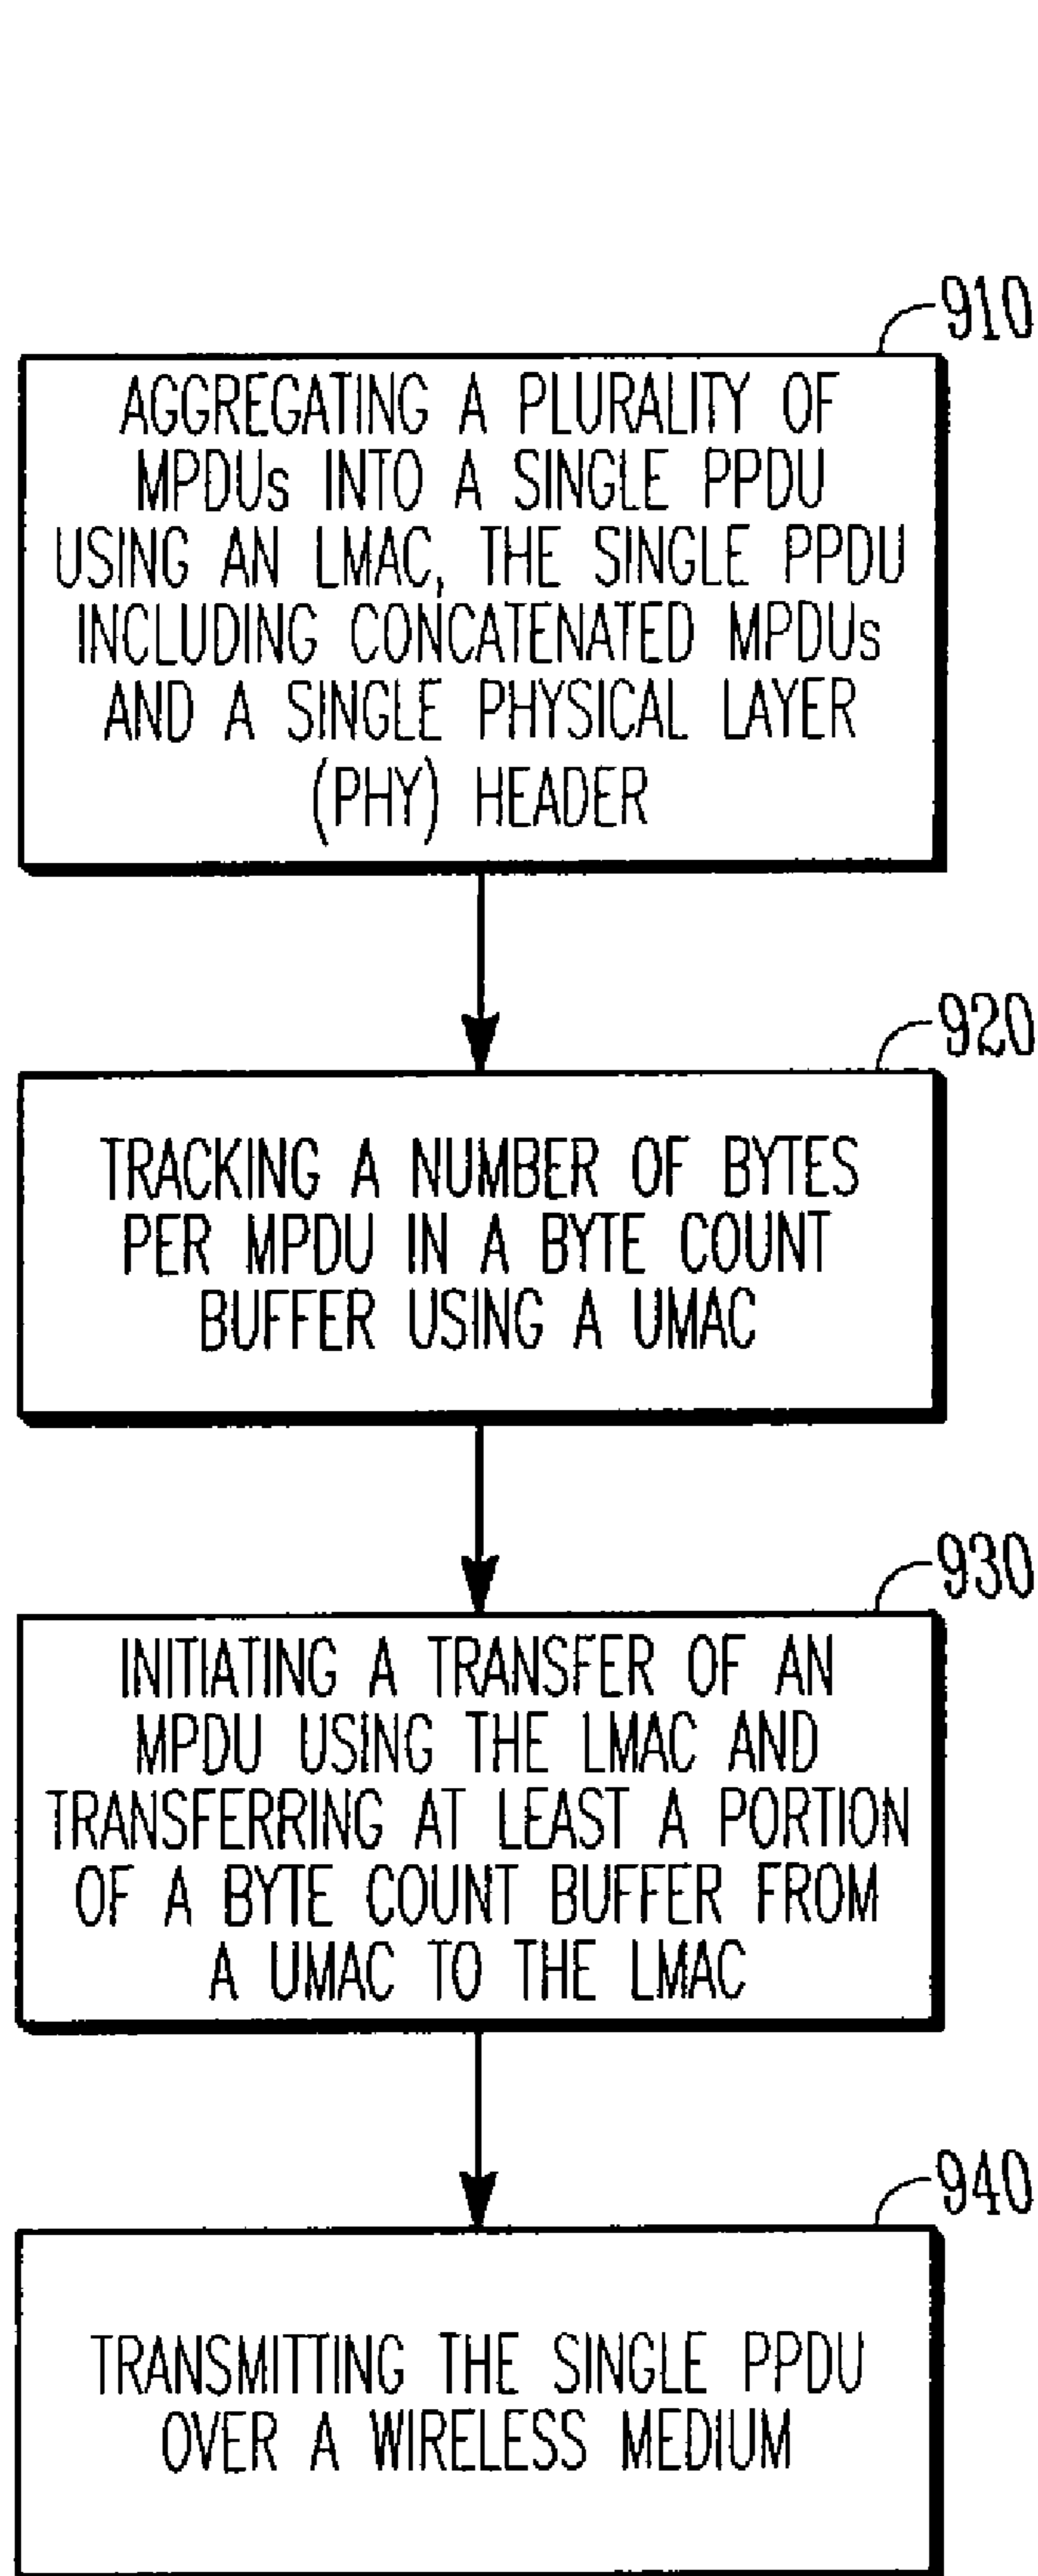 910
AGGREGATING A PLURALITY OF
MPDUs INTO A SINGLE PPDU
USING AN LMAC, THE SINGLE PPDU
INCLUDING CONCATENATED MPDUs
AND A SINGLE PHYSICAL LAYER
(PHY) HEADER
920
TRACKING A NUMBER OF BYTES
PER MPDU IN A BYTE COUNT
BUFFER USING A UMAC
930
INITIATING A TRANSFER OF AN
MPDU USING THE LMAC AND
TRANSFERRING AT LEAST A PORTION
OF A BYTE COUNT BUFFER FROM
A UMAC TO THE LMAC
940
TRANSMITTING THE SINGLE PPDU
OVER A WIRELESS MEDIUM